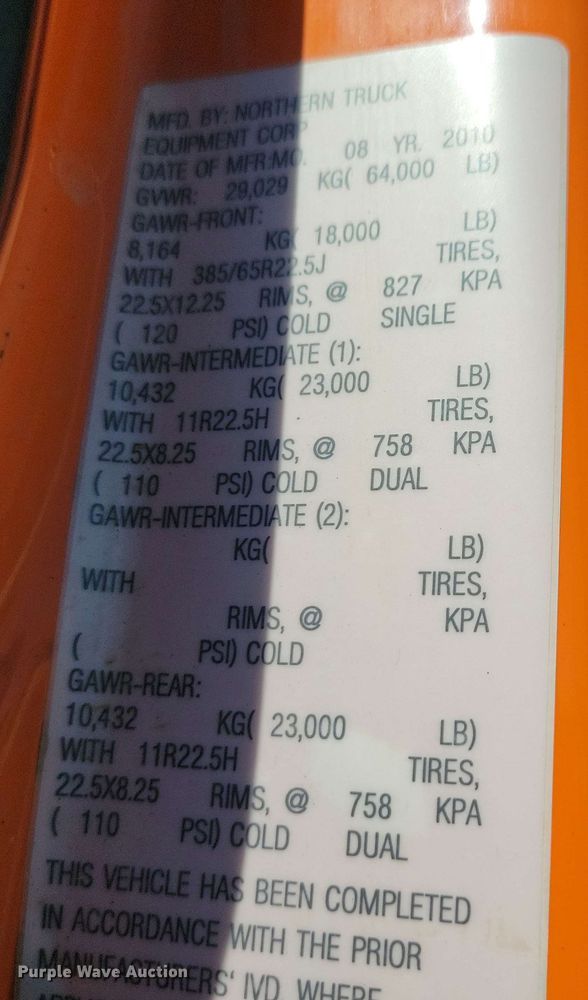 MFD. BY: NORTHERN TRUCK
EQUIPMENT CORP
DATE OF MFR:MO. 08 YR. 2010
GVWR: 29,029 KG( 64,000 LB)
GAWR-FRONT:
8,164 KG( 18,000 LB)
WITH 385/65R22.5J TIRES,
22.5X12.25 RIMS, @ 827 KPA
( 120 PSI) COLD SINGLE
GAWR-INTERMEDIATE (1):
10,432 KG( 23,000 LB)
WITH 11R22.5H TIRES,
22.5X8.25 RIMS, @ 758 KPA
( 110 PSI) COLD DUAL
GAWR-INTERMEDIATE (2):
KG( LB)
WITH TIRES,
RIMS, @ KPA
( PSI) COLD
GAWR-REAR:
10,432 KG( 23,000 LB)
WITH 11R22.5H TIRES,
22.5X8.25 RIMS, @ 758 KPA
( 110 PSI) COLD DUAL
THIS VEHICLE HAS BEEN COMPLETED
IN ACCORDANCE WITH THE PRIOR
MANUFACTURERS' IVD, WHERE
Purple Wave Auction